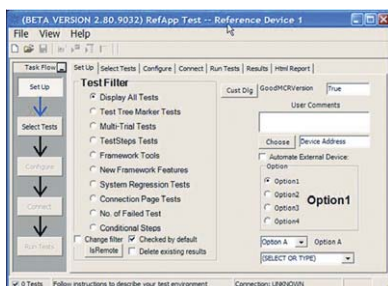 (BETA VERSION 2.80.9032) RefApp Test -- Reference Device 1
File View Help
Task Flow
Set Up Select Tests Configure Connect Run Tests Results Html Report
Set Up
Select Tests
Configure
Connect
Run Tests
Test Filter
Display All Tests
Test Tree Marker Tests
Multi-Trial Tests
TestSteps Tests
Framework Tools
New Framework Features
System Regression Tests
Connection Page Tests
No. of Failed Test
Conditional Steps
Change filter Checked by default
IsRemote Delete existing results
Cust Dlg GoodMCRVersion True
User Comments
Choose Device Address
Automate External Device:
Option
Option1
Option2
Option3
Option4
Option1
Option A Option A
(SELECT OR TYPE)
0 Tests Follow instructions to describe your test environment Connection: UNKNOWN